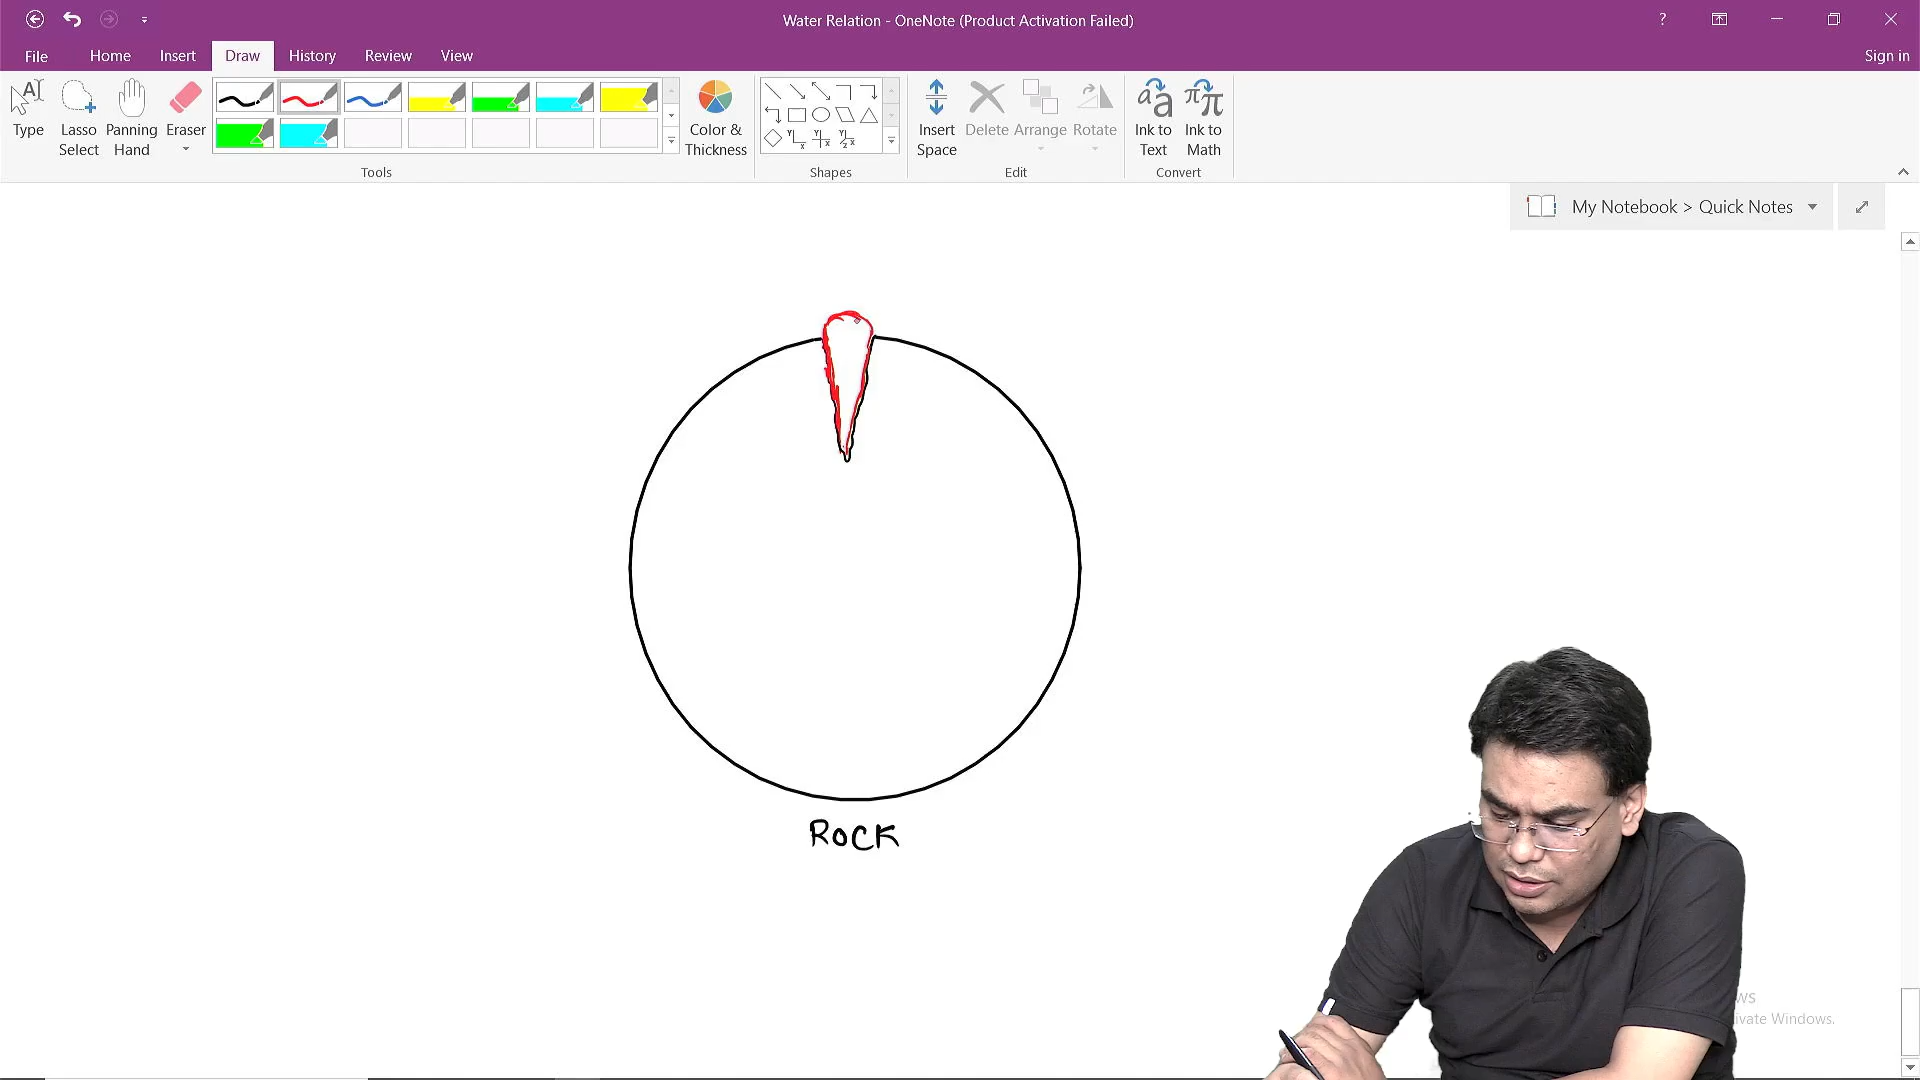 Water Relation - OneNote (Product Activation Failed)
?
File Home Insert Draw History Review View
Sign in
Type
Lasso Select
Panning Hand
Eraser
Color & Thickness
Insert Space
Delete
Arrange
Rotate
Ink to Text
Ink to Math
Tools
Shapes
Edit
Convert
My Notebook > Quick Notes
ROCK
ws
ivate Windows.